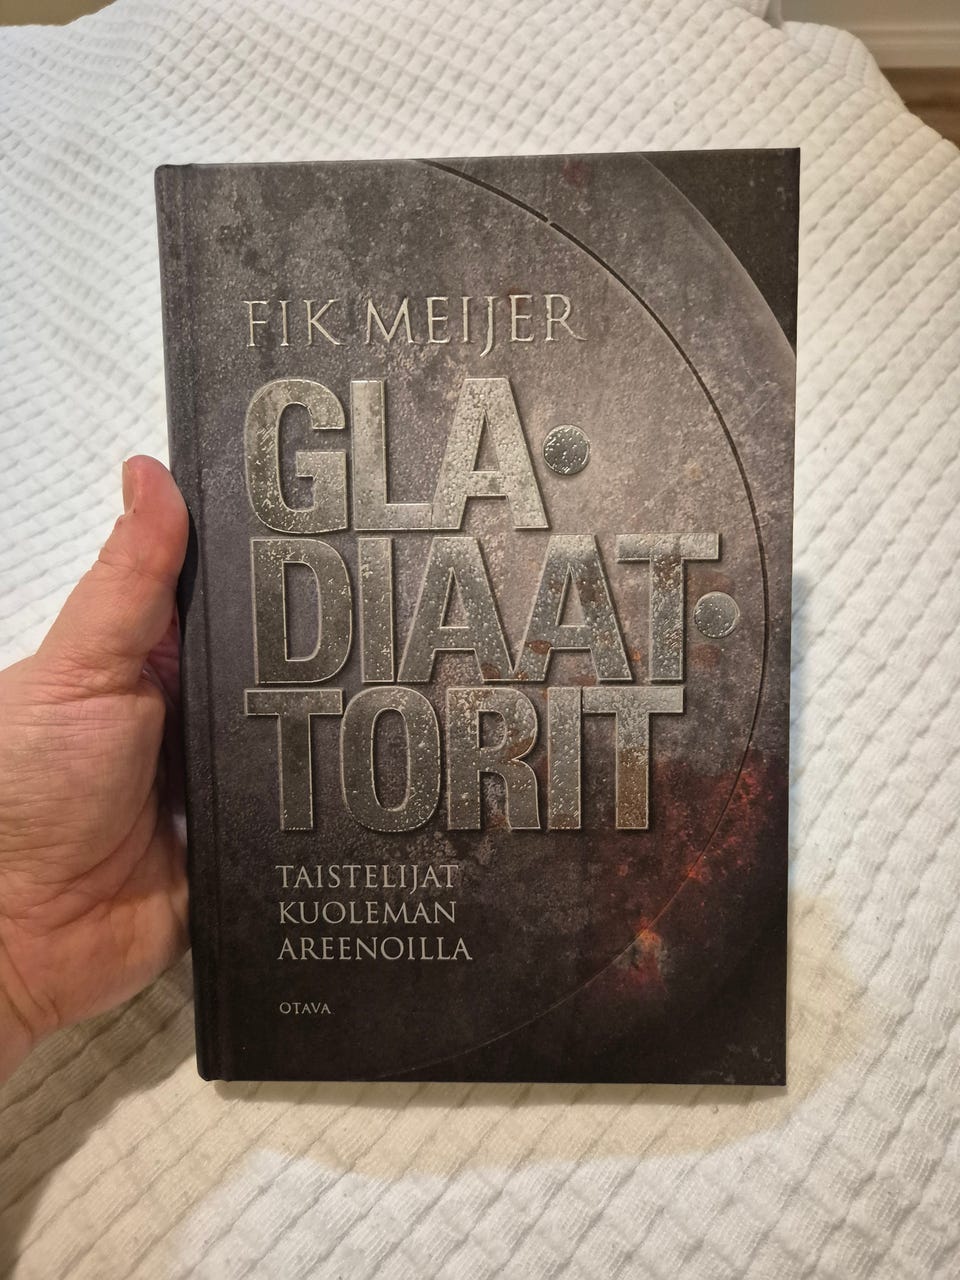 FIK MEIJER
GLA•
DIAAT•
TORIT
TAISTELIJAT
KUOLEMAN
AREENOILLA
OTAVA